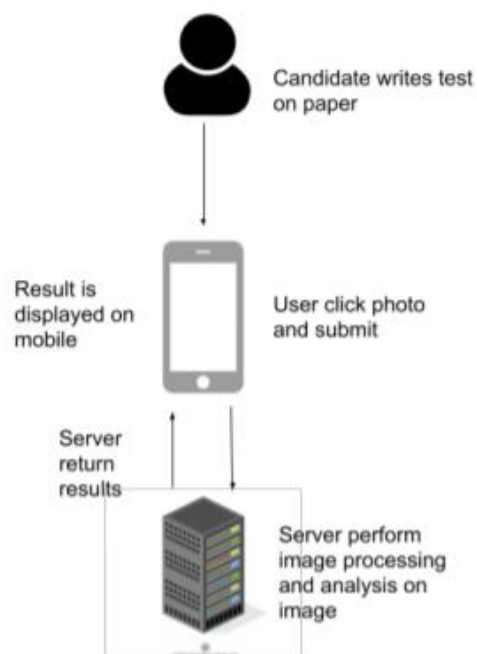 Candidate writes test
on paper
Result is
displayed on
mobile
User click photo
and submit
Server
return
results
Server perform
image processing
and analysis on
image